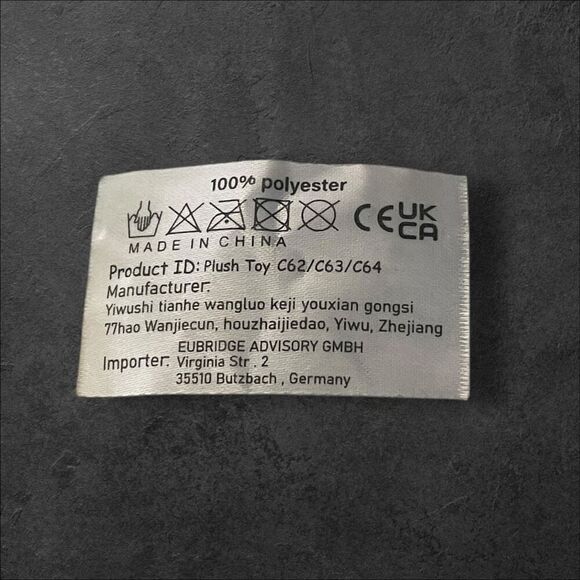 100% polyester
CE UK CA
MADE IN CHINA
Product ID: Plush Toy C62/C63/C64
Manufacturer:
Yiwushi tianhe wangluo keji youxian gongsi
77hao Wanjiecun, houzhaijiedao, Yiwu, Zhejiang
EUBRIDGE ADVISORY GMBH
Importer: Virginia Str . 2
35510 Butzbach , Germany